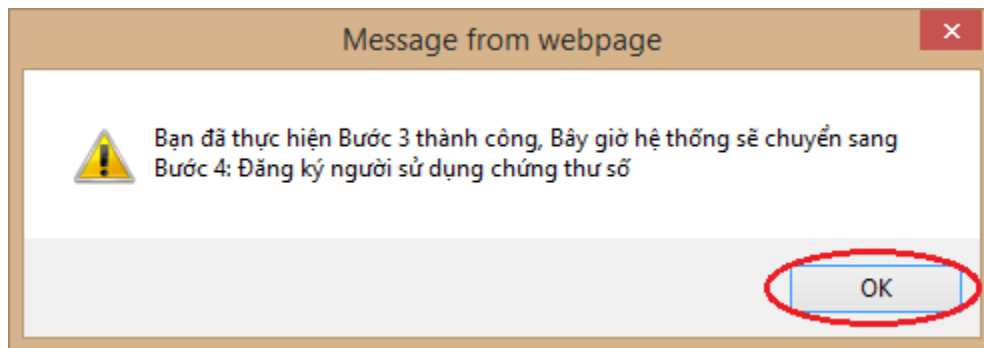 Message from webpage
Bạn đã thực hiện Bước 3 thành công, Bây giờ hệ thống sẽ chuyển sang
Bước 4: Đăng ký người sử dụng chứng thư số
OK